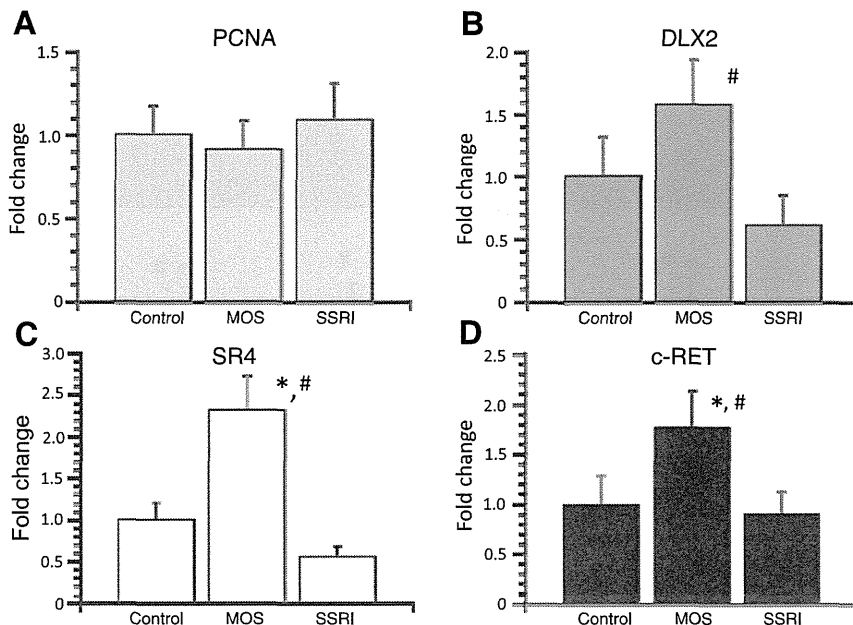 A
PCNA
Fold change
1.5
1.0
0.5
0
Control MOS SSRI
B
DLX2
Fold change
2.0
1.5
1.0
0.5
0
#
Control MOS SSRI
C
SR4
Fold change
3.0
2.5
2.0
1.0
0.5
0
*, #
Control MOS SSRI
D
c-RET
Fold change
2.5
2.0
1.5
1.0
0.5
0
*, #
Control MOS SSRI